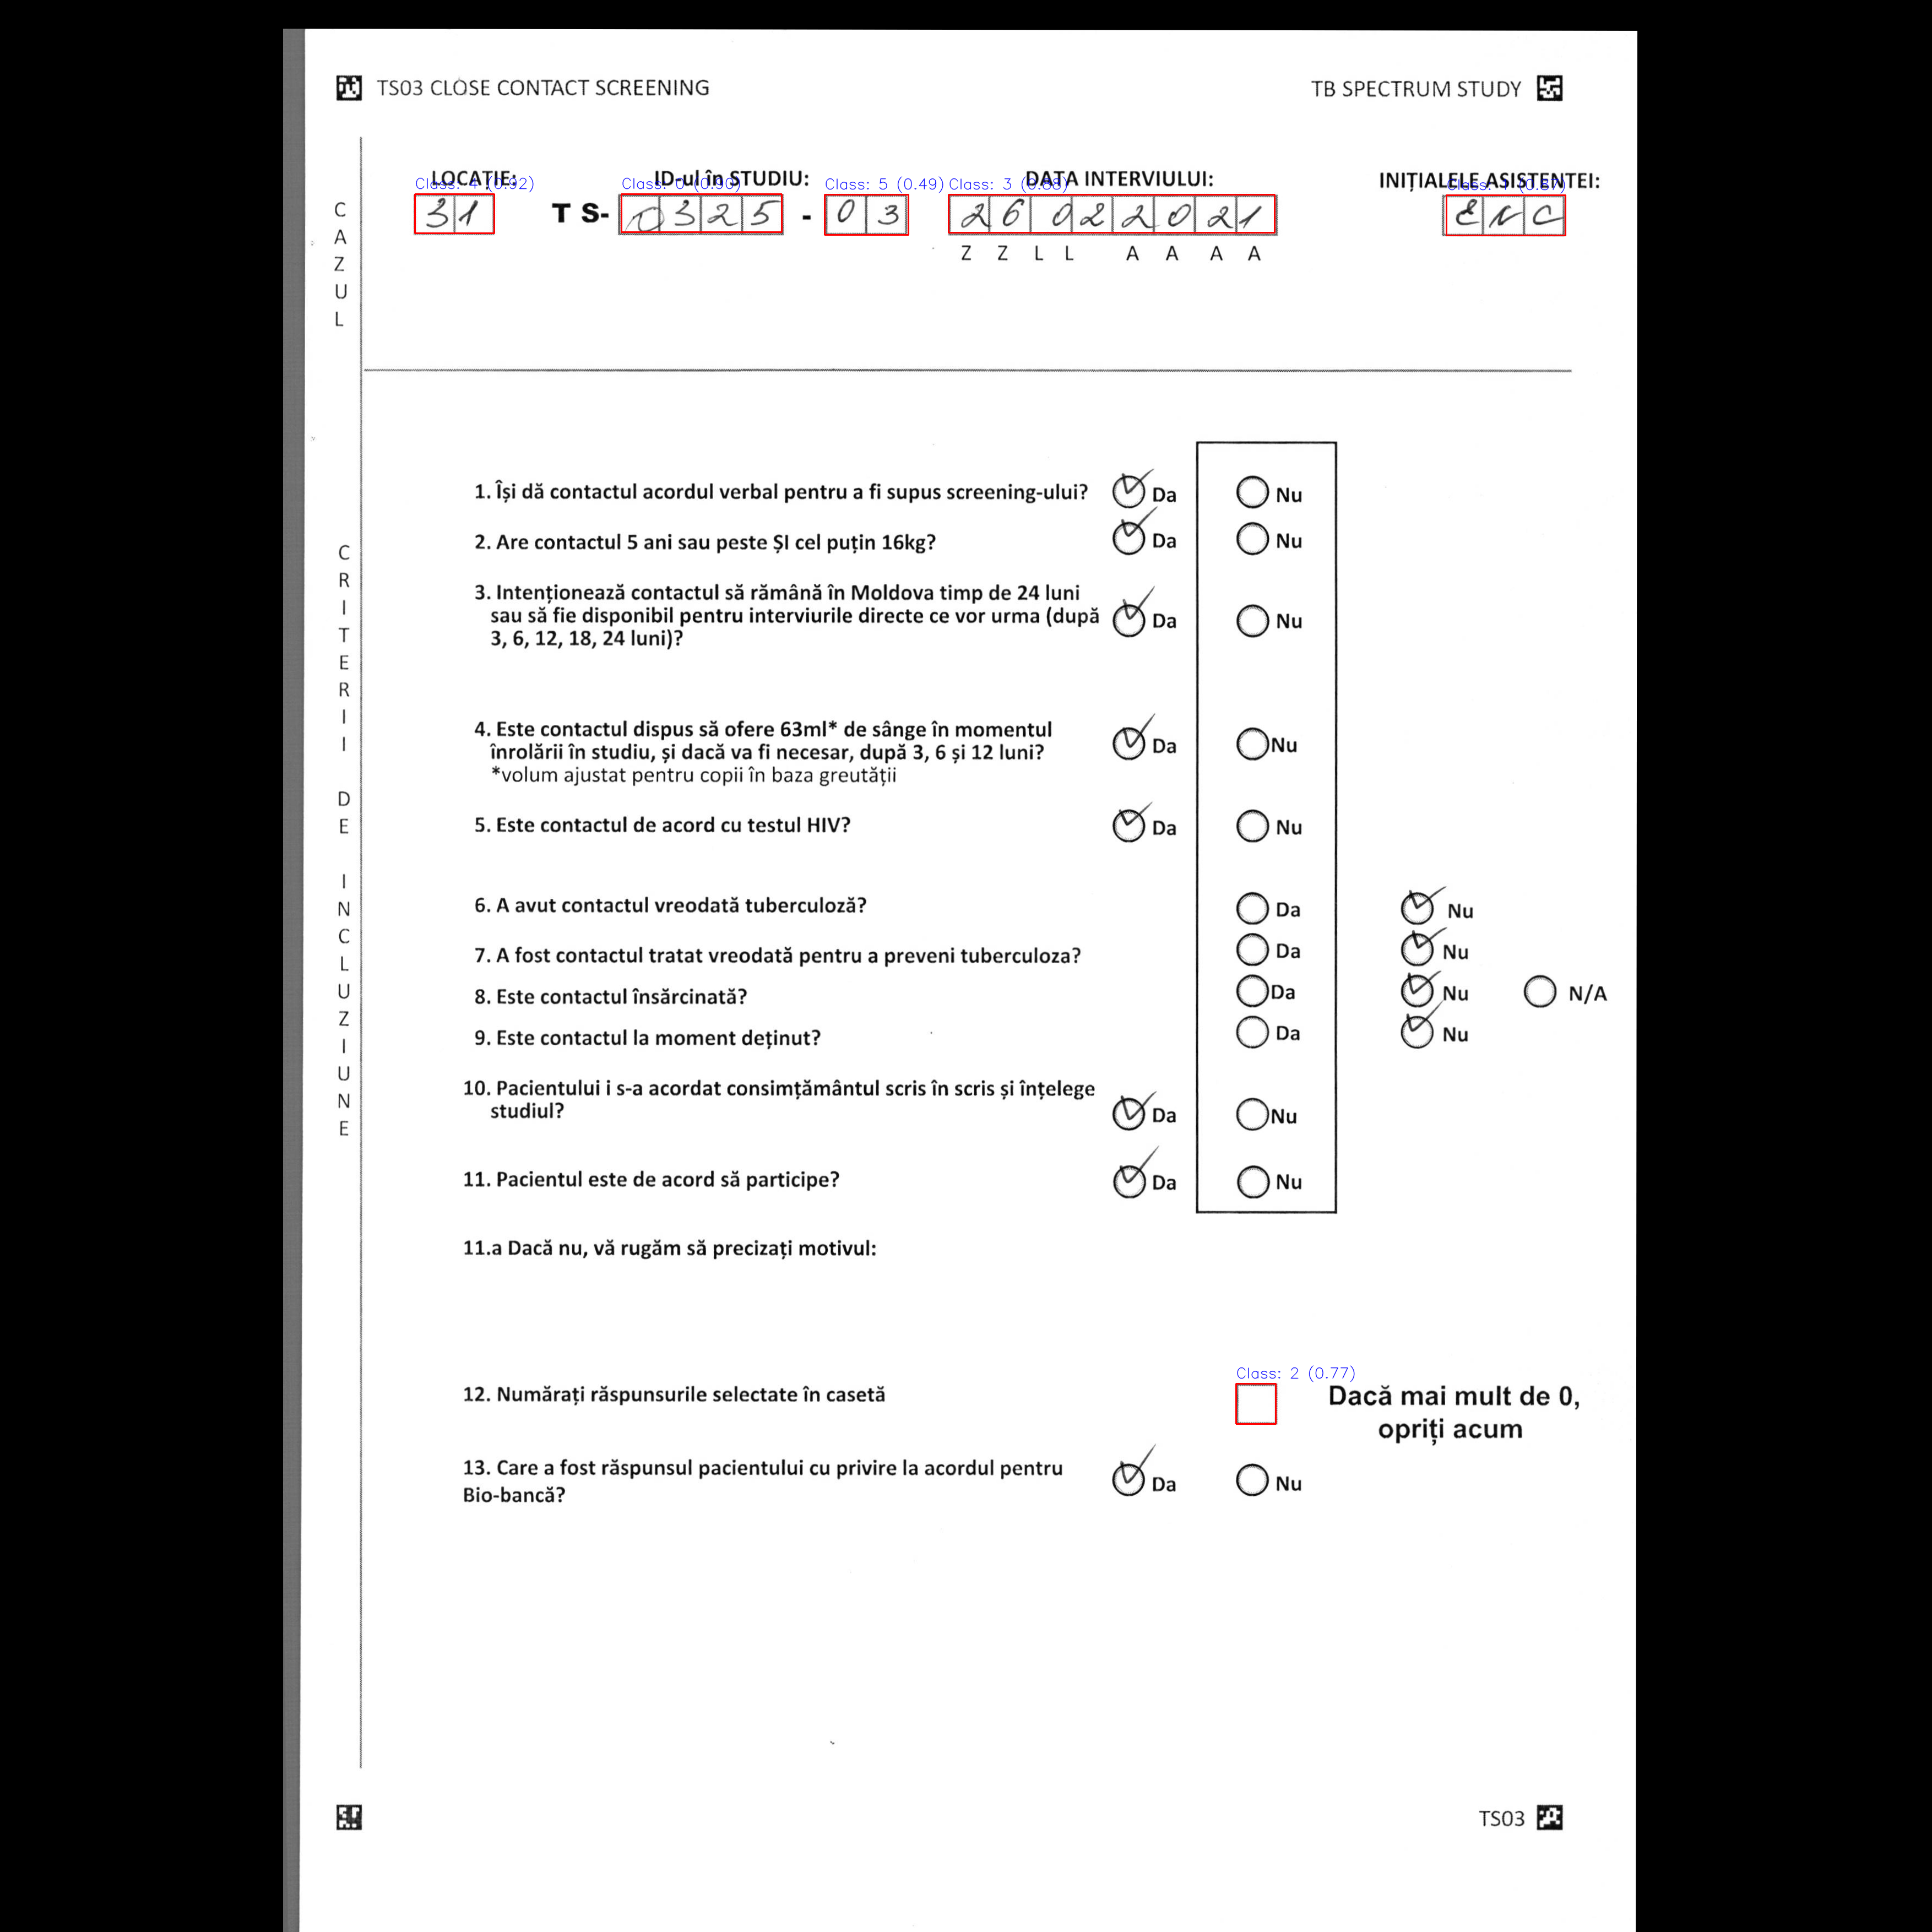 TS03 CLOSE CONTACT SCREENING TB SPECTRUM STUDY
LOCAȚIE: ID-ul în STUDIU: DATA INTERVIULUI: INIȚIALELE ASISTENTEI:
Class: 4 (0.92) Class: 0 (0.90) Class: 5 (0.49) Class: 3 (0.88)
31 TS- 0325 - 03 26022021 ENC
Z Z L L A A A A
CAZUL
CRITERII DE INCLUZIUNE
1. Își dă contactul acordul verbal pentru a fi supus screening-ului? Da Nu
2. Are contactul 5 ani sau peste ȘI cel puțin 16kg? Da Nu
3. Intenționează contactul să rămână în Moldova timp de 24 luni
sau să fie disponibil pentru interviurile directe ce vor urma (după Da Nu
3, 6, 12, 18, 24 luni)?
4. Este contactul dispus să ofere 63ml* de sânge în momentul
înrolării în studiu, și dacă va fi necesar, după 3, 6 și 12 luni? Da Nu
*volum ajustat pentru copii în baza greutății
5. Este contactul de acord cu testul HIV? Da Nu
6. A avut contactul vreodată tuberculoză? Da Nu
7. A fost contactul tratat vreodată pentru a preveni tuberculoza? Da Nu
8. Este contactul însărcinată? Da Nu N/A
9. Este contactul la moment deținut? Da Nu
10. Pacientului i s-a acordat consimțământul scris în scris și înțelege
studiul? Da Nu
11. Pacientul este de acord să participe? Da Nu
11.a Dacă nu, vă rugăm să precizați motivul:
Class: 2 (0.77)
12. Numărați răspunsurile selectate în casetă Dacă mai mult de 0,
opriți acum
13. Care a fost răspunsul pacientului cu privire la acordul pentru
Bio-bancă? Da Nu
TS03